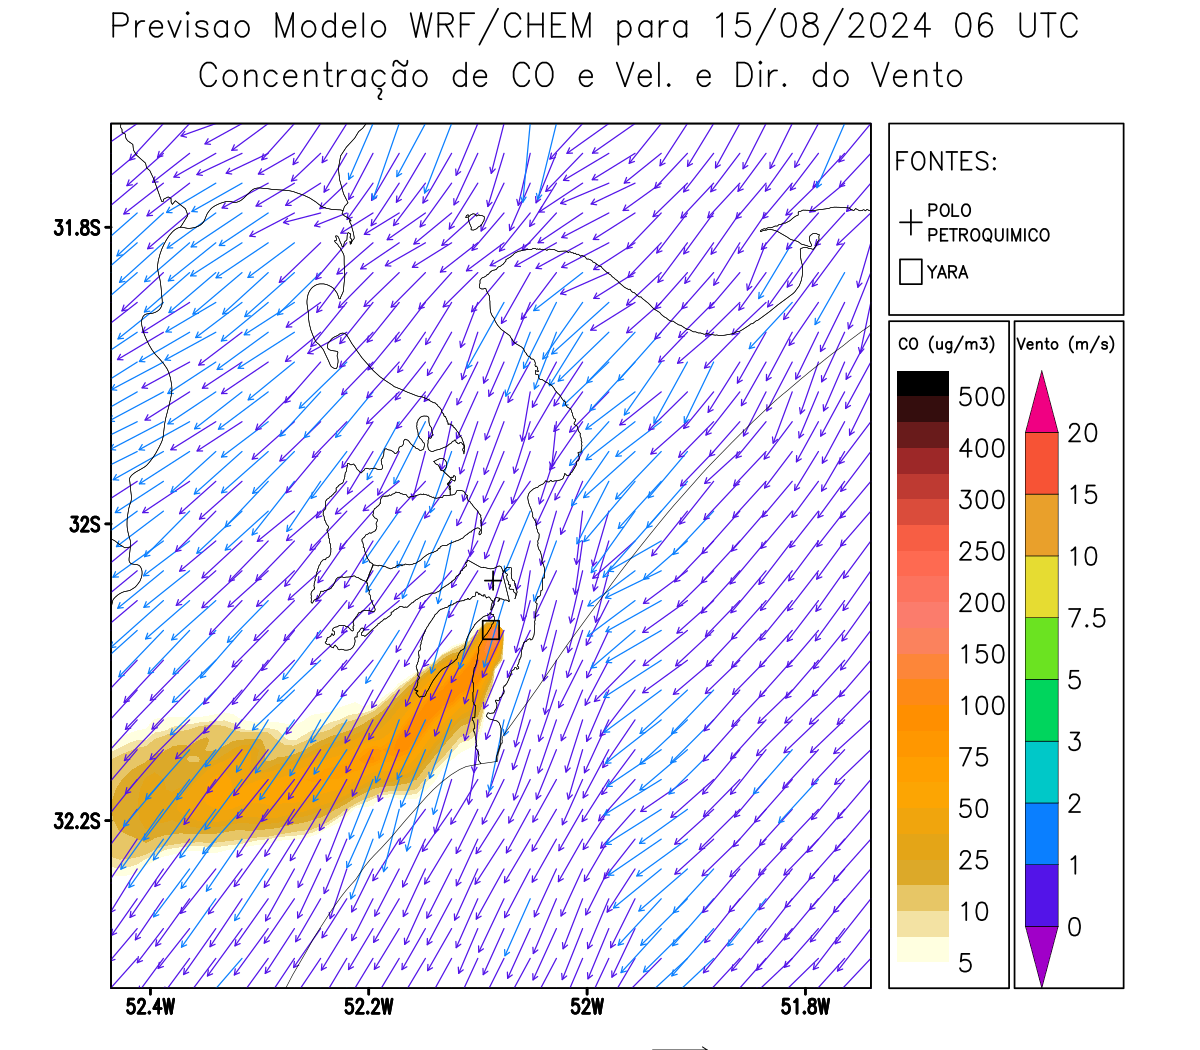 Previsao Modelo WRF/CHEM para 15/08/2024 06 UTC
Concentração de CO e Vel. e Dir. do Vento
FONTES:
POLO
PETROQUIMICO
YARA
CO (ug/m3)
500
400
300
250
200
150
100
75
50
25
10
5
Vento (m/s)
20
15
10
7.5
5
3
2
1
0
31.8S
32S
32.2S
52.4W
52.2W
52W
51.8W